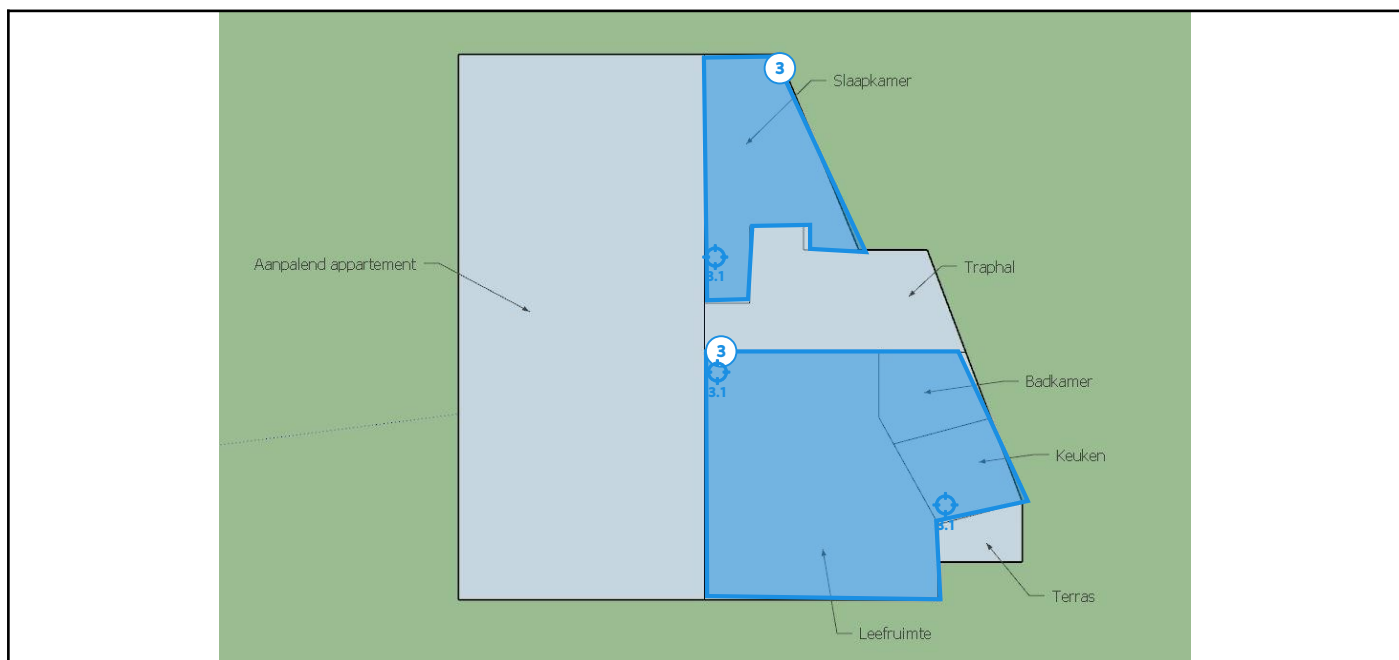 3
Slaapkamer
Aanpalend appartement
3.1
Traphal
3
3.1
Badkamer
Keuken
3.1
Terras
Leefruimte